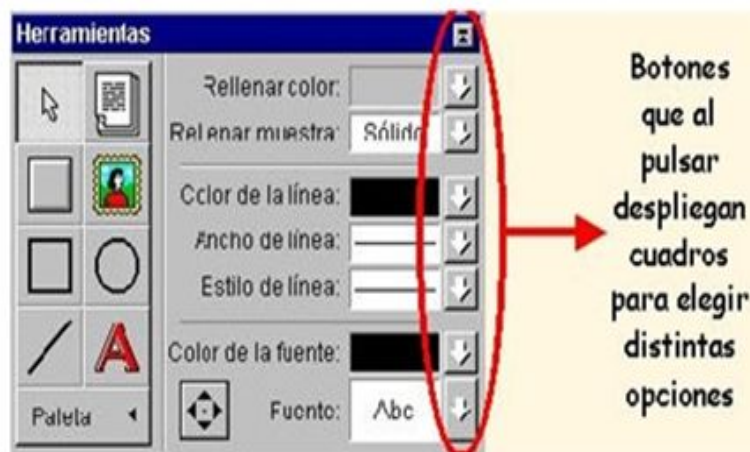 Herramientas
Rellenar color:
Rellenar muestra: Sólido
Color de la línea:
Ancho de línea:
Estilo de línea:
Color de la fuente:
Paleta
Fuente: Abc
Botones
que al
pulsar
despliegan
cuadros
para elegir
distintas
opciones